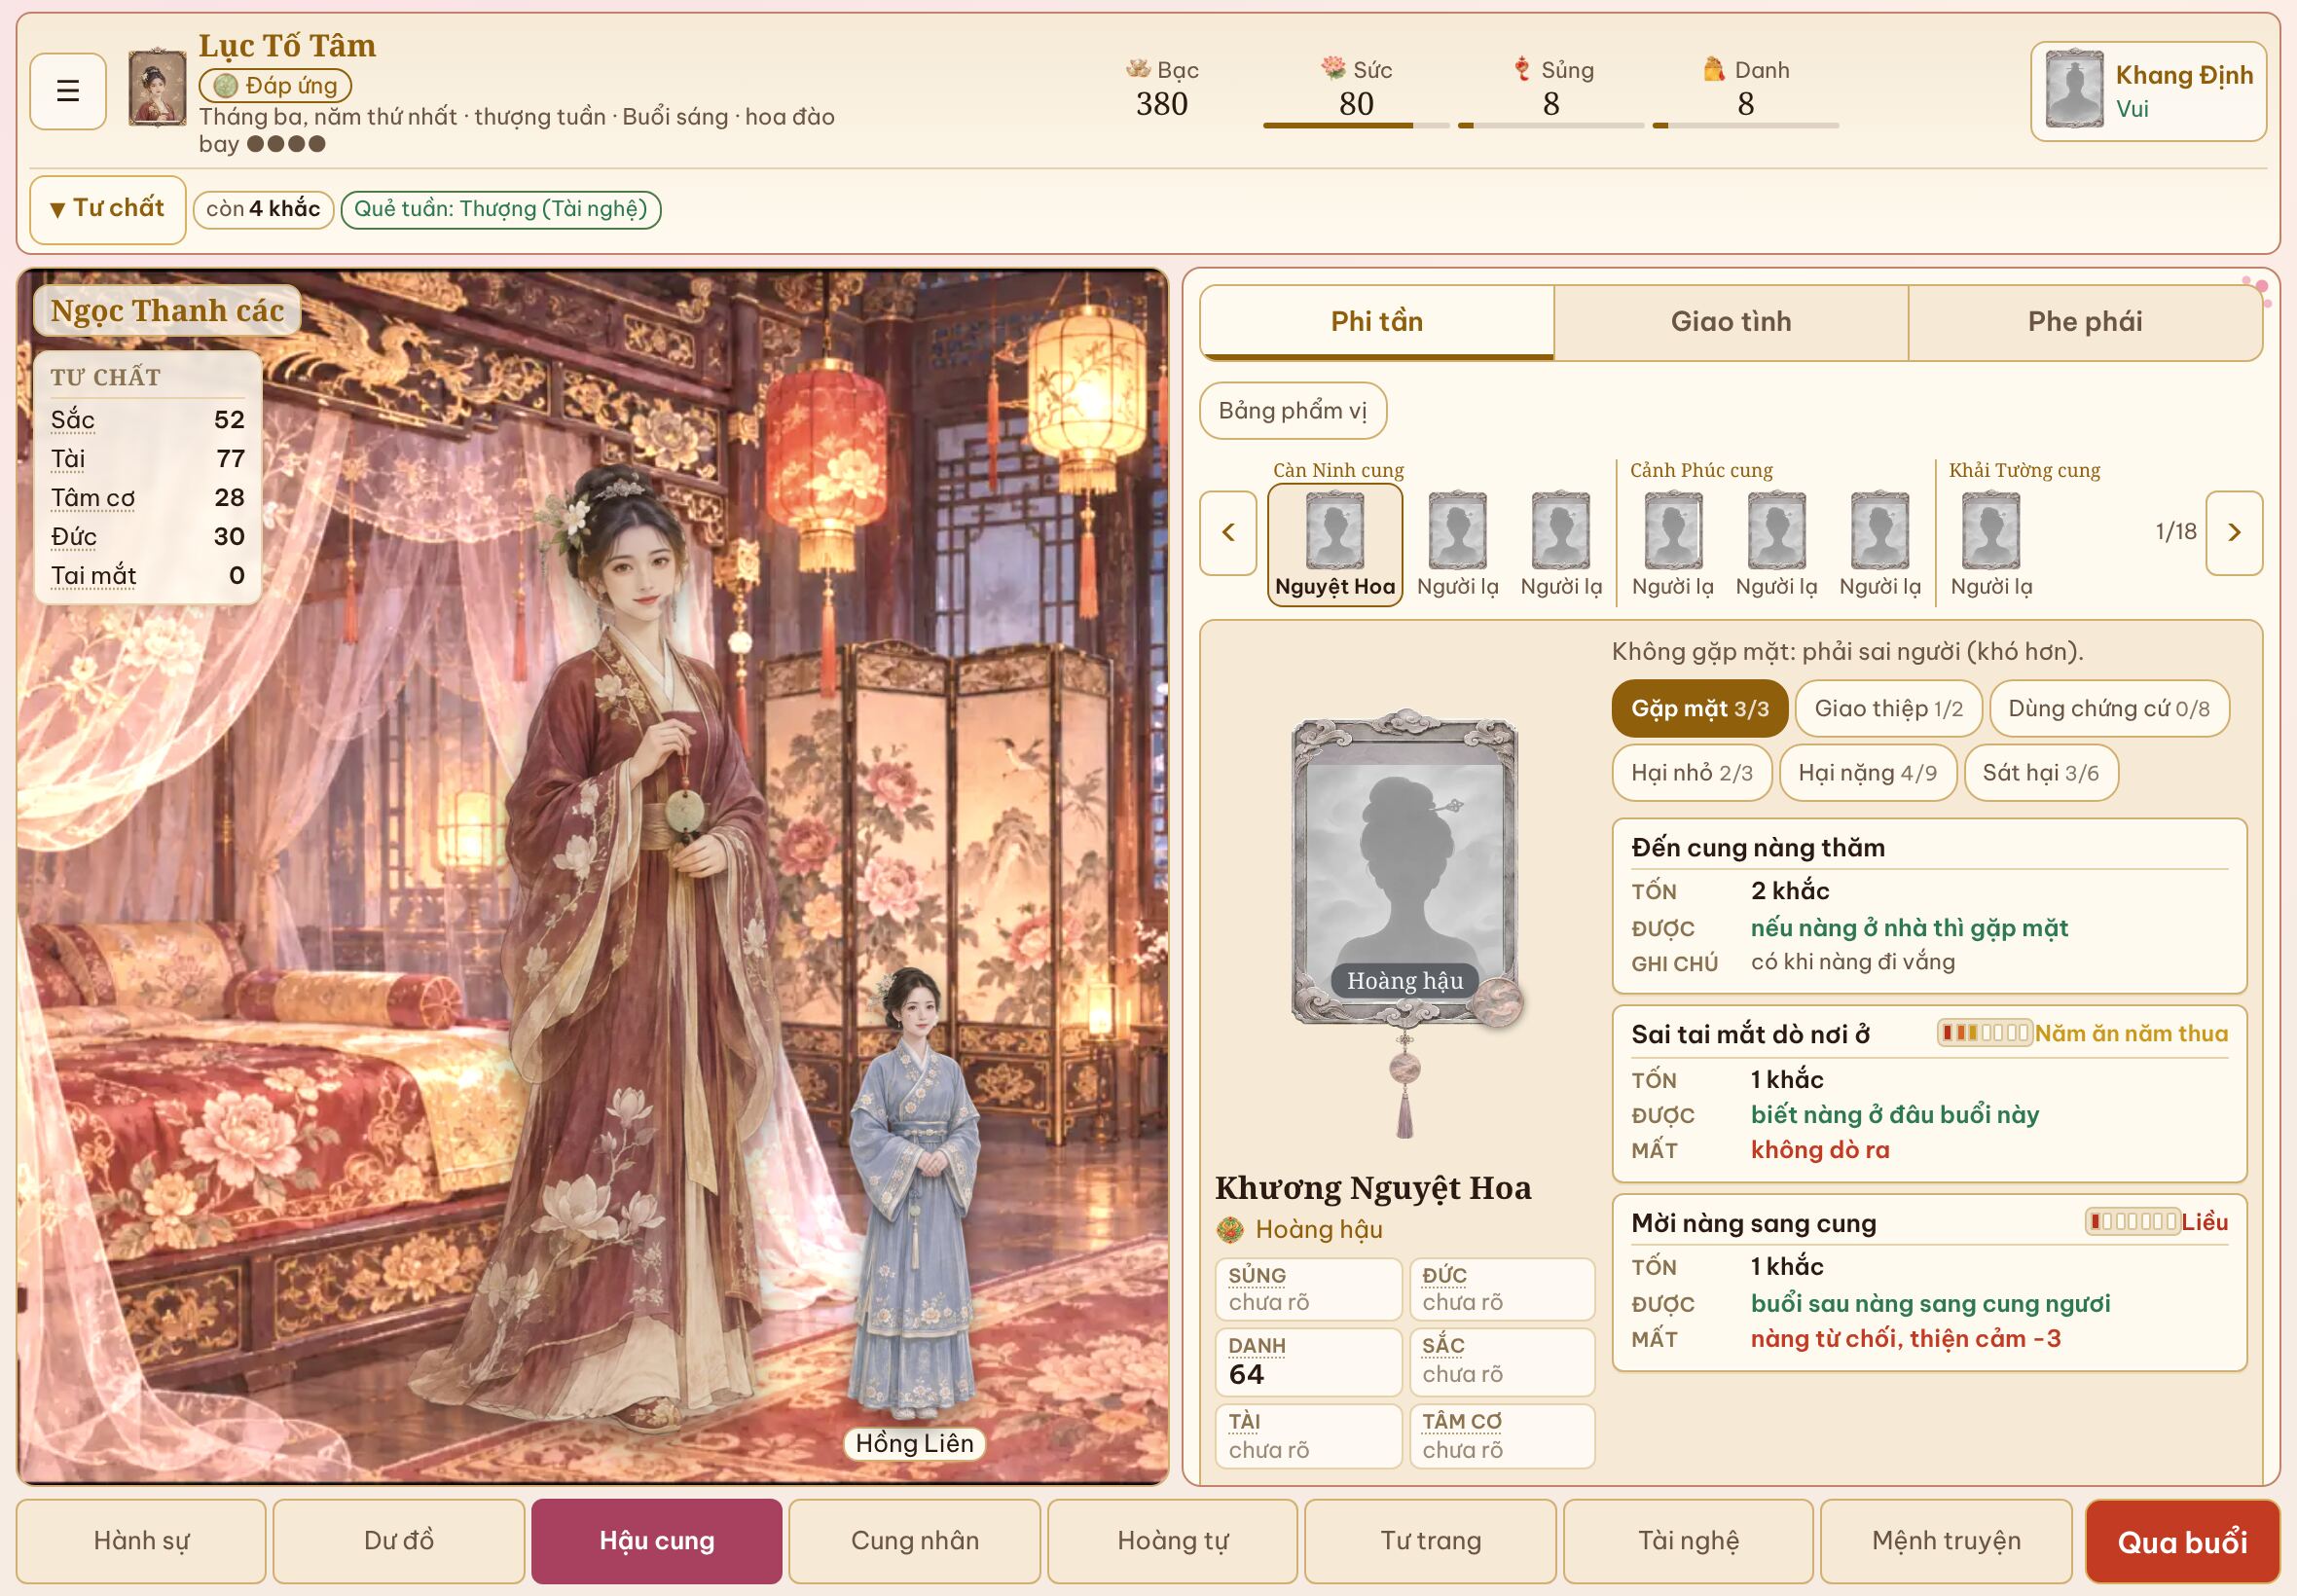 ☰
Lục Tố Tâm
Đáp ứng
Tháng ba, năm thứ nhất · thượng tuần · Buổi sáng · hoa đào
bay ●●●●
Bạc
380
Sức
80
Sủng
8
Danh
8
Khang Định
Vui
▼ Tư chất
còn 4 khắc
Quẻ tuần: Thượng (Tài nghệ)
Ngọc Thanh các
TƯ CHẤT
Sắc 52
Tài 77
Tâm cơ 28
Đức 30
Tai mắt 0
Hồng Liên
Phi tần
Giao tình
Phe phái
Bảng phẩm vị
Càn Ninh cung
Cảnh Phúc cung
Khải Tường cung
‹
Nguyệt Hoa
Người lạ
Người lạ
Người lạ
Người lạ
Người lạ
Người lạ
1/18
›
Hoàng hậu
Khương Nguyệt Hoa
Hoàng hậu
SỦNG
chưa rõ
ĐỨC
chưa rõ
DANH
64
SẮC
chưa rõ
TÀI
chưa rõ
TÂM CƠ
chưa rõ
Không gặp mặt: phải sai người (khó hơn).
Gặp mặt 3/3
Giao thiệp 1/2
Dùng chứng cứ 0/8
Hại nhỏ 2/3
Hại nặng 4/9
Sát hại 3/6
Đến cung nàng thăm
TỐN 2 khắc
ĐƯỢC nếu nàng ở nhà thì gặp mặt
GHI CHÚ có khi nàng đi vắng
Sai tai mắt dò nơi ở Năm ăn năm thua
TỐN 1 khắc
ĐƯỢC biết nàng ở đâu buổi này
MẤT không dò ra
Mời nàng sang cung Liều
TỐN 1 khắc
ĐƯỢC buổi sau nàng sang cung ngươi
MẤT nàng từ chối, thiện cảm -3
Hành sự
Dư đồ
Hậu cung
Cung nhân
Hoàng tự
Tư trang
Tài nghệ
Mệnh truyện
Qua buổi